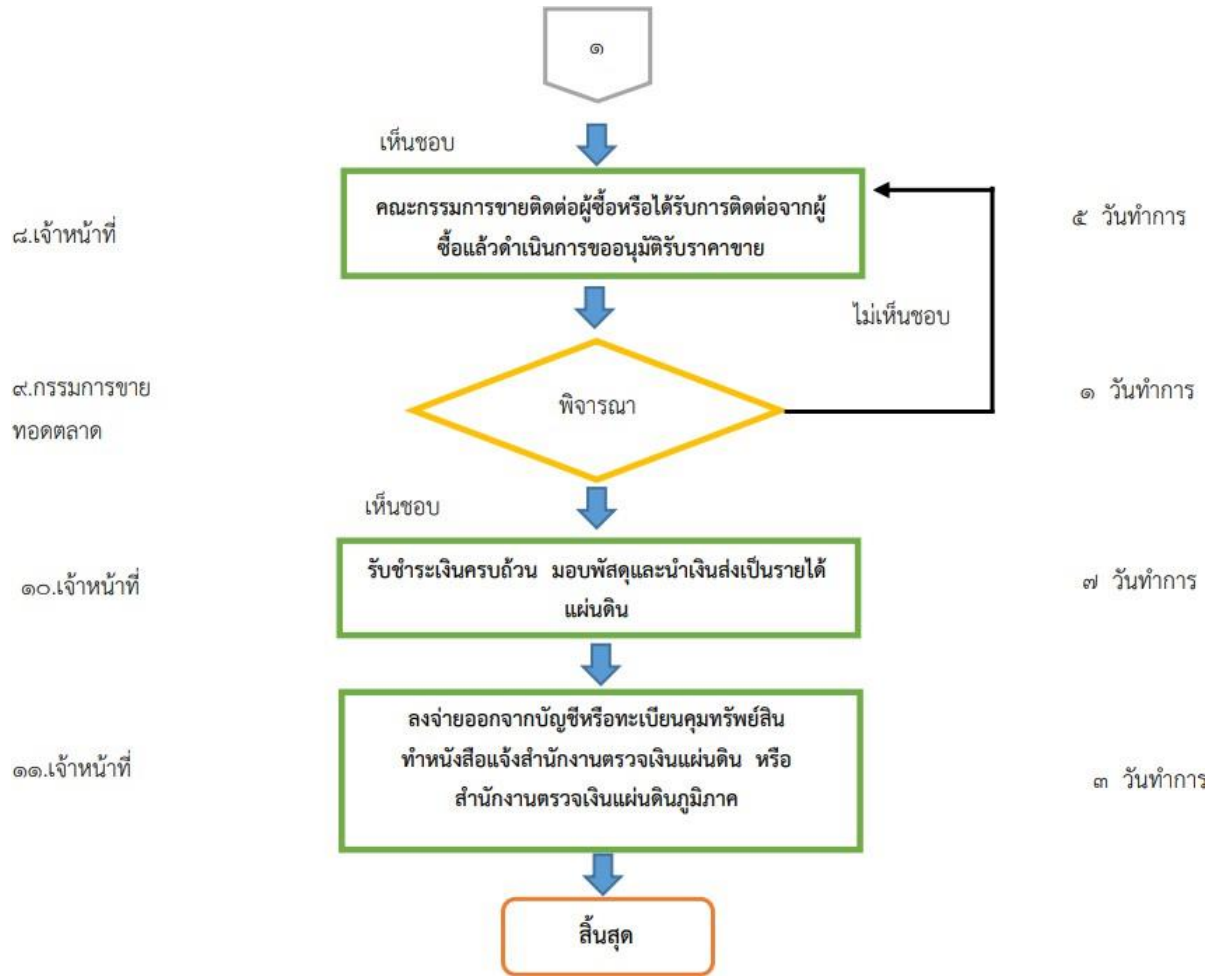 ๑
เห็นชอบ
๘.เจ้าหน้าที่
คณะกรรมการขายติดต่อผู้ซื้อหรือได้รับการติดต่อจากผู้
ซื้อแล้วดำเนินการขออนุมัติรับราคาขาย
๕ วันทำการ
ไม่เห็นชอบ
๙.กรรมการขาย
ทอดตลาด
พิจารณา
๑ วันทำการ
เห็นชอบ
๑๐.เจ้าหน้าที่
รับชำระเงินครบถ้วน มอบพัสดุและนำเงินส่งเป็นรายได้
แผ่นดิน
๗ วันทำการ
๑๑.เจ้าหน้าที่
ลงจ่ายออกจากบัญชีหรือทะเบียนคุมทรัพย์สิน
ทำหนังสือแจ้งสำนักงานตรวจเงินแผ่นดิน หรือ
สำนักงานตรวจเงินแผ่นดินภูมิภาค
๓ วันทำการ
สิ้นสุด